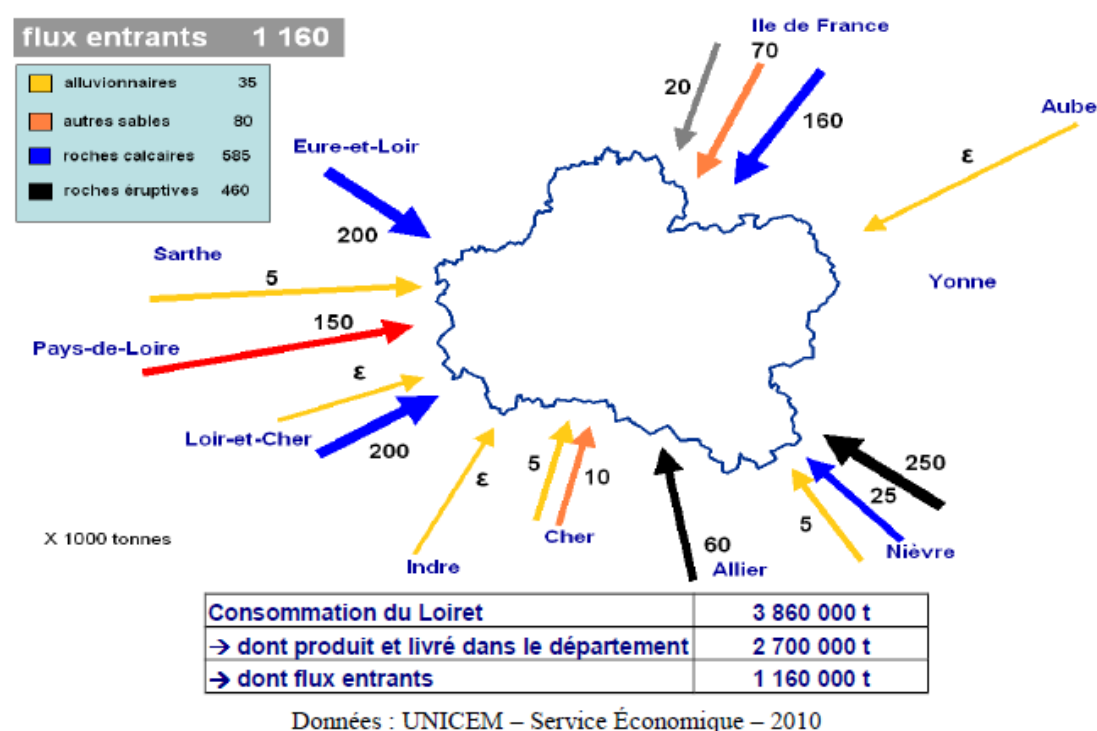 flux entrants 1 160
alluvionnaires 35
autres sables 80
roches calcaires 585
roches éruptives 460
Ile de France
20
70
160
Aube
ε
Eure-et-Loir
200
Sarthe
5
Yonne
150
Pays-de-Loire
ε
Loir-et-Cher
200
ε
Indre
5
10
Cher
60
Allier
250
25
5
Nièvre
X 1000 tonnes
Consommation du Loiret 3 860 000 t
→ dont produit et livré dans le département 2 700 000 t
→ dont flux entrants 1 160 000 t
Données : UNICEM – Service Économique – 2010